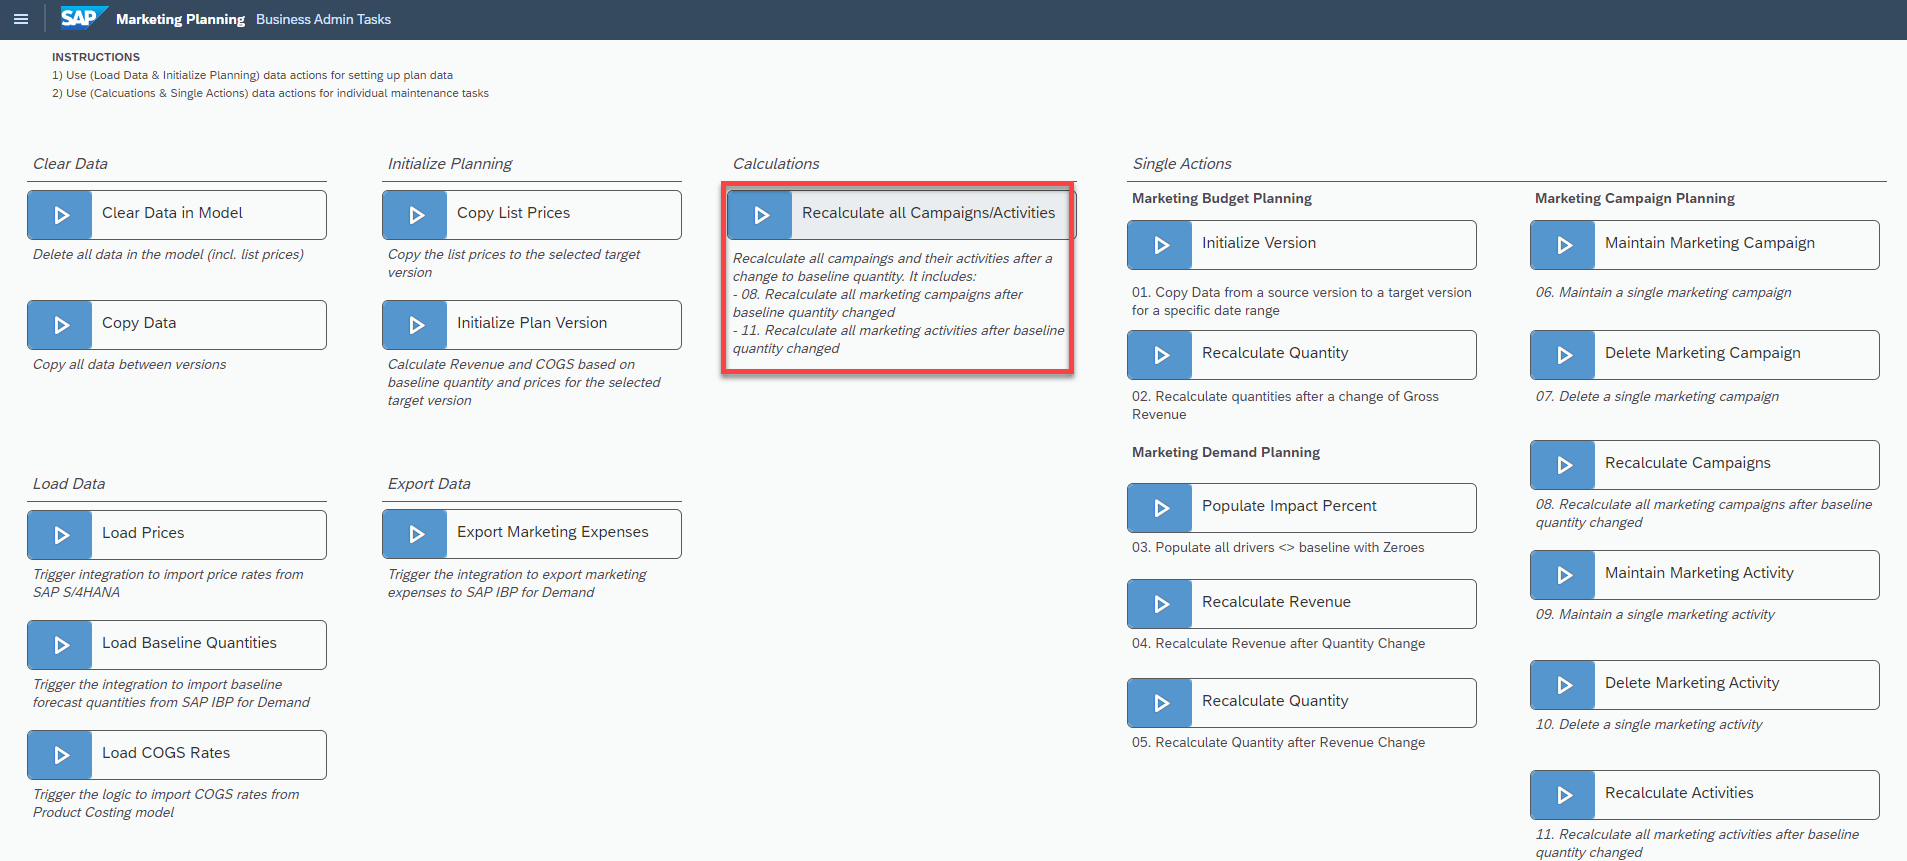 SAP Marketing Planning Business Admin Tasks
INSTRUCTIONS
1) Use (Load Data & Initialize Planning) data actions for setting up plan data
2) Use (Calcuations & Single Actions) data actions for individual maintenance tasks
Clear Data
Clear Data in Model
Delete all data in the model (incl. list prices)
Copy Data
Copy all data between versions
Initialize Planning
Copy List Prices
Copy the list prices to the selected target
version
Initialize Plan Version
Calculate Revenue and COGS based on
baseline quantity and prices for the selected
target version
Calculations
Recalculate all Campaigns/Activities
Recalculate all campaings and their activities after a
change to baseline quantity. It includes:
- 08. Recalculate all marketing campaigns after
baseline quantity changed
- 11. Recalculate all marketing activities after baseline
quantity changed
Load Data
Load Prices
Trigger integration to import price rates from
SAP S/4HANA
Load Baseline Quantities
Trigger the integration to import baseline
forecast quantities from SAP IBP for Demand
Load COGS Rates
Trigger the logic to import COGS rates from
Product Costing model
Export Data
Export Marketing Expenses
Trigger the integration to export marketing
expenses to SAP IBP for Demand
Single Actions
Marketing Budget Planning
Initialize Version
01. Copy Data from a source version to a target version
for a specific date range
Recalculate Quantity
02. Recalculate quantities after a change of Gross
Revenue
Marketing Demand Planning
Populate Impact Percent
03. Populate all drivers <> baseline with Zeroes
Recalculate Revenue
04. Recalculate Revenue after Quantity Change
Recalculate Quantity
05. Recalculate Quantity after Revenue Change
Marketing Campaign Planning
Maintain Marketing Campaign
06. Maintain a single marketing campaign
Delete Marketing Campaign
07. Delete a single marketing campaign
Recalculate Campaigns
08. Recalculate all marketing campaigns after baseline
quantity changed
Maintain Marketing Activity
09. Maintain a single marketing activity
Delete Marketing Activity
10. Delete a single marketing activity
Recalculate Activities
11. Recalculate all marketing activities after baseline
quantity changed